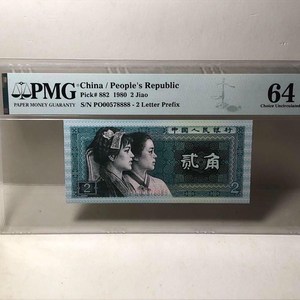 PMG
PAPER MONEY GUARANTY
China / People's Republic
Pick# 882 1980 2 Jiao
S/N PO00578888 - 2 Letter Prefix
64
Choice Uncirculated
中国人民银行
贰角
2
2